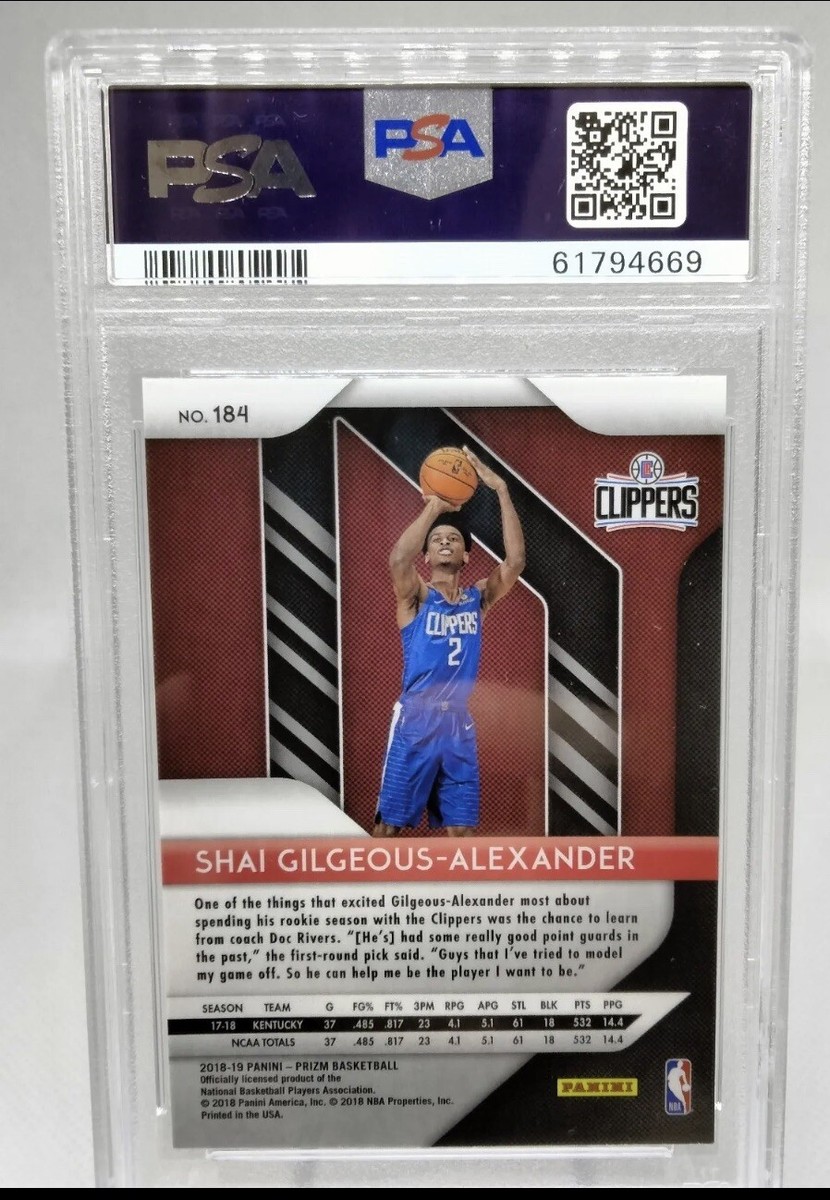 PSA
PSA
61794669
NO. 184
CLIPPERS
CLIPPERS
2
SHAI GILGEOUS-ALEXANDER
One of the things that excited Gilgeous-Alexander most about
spending his rookie season with the Clippers was the chance to learn
from coach Doc Rivers. "[He's] had some really good point guards in
the past," the first-round pick said. "Guys that I've tried to model
my game off. So he can help me be the player I want to be."
SEASON TEAM G FG% FT% 3PM RPG APG STL BLK PTS PPG
17-18 KENTUCKY 37 .485 .817 23 4.1 5.1 61 18 532 14.4
NCAA TOTALS 37 .485 .817 23 4.1 5.1 61 18 532 14.4
2018-19 PANINI – PRIZM BASKETBALL
Officially licensed product of the
National Basketball Players Association.
© 2018 Panini America, Inc. © 2018 NBA Properties, Inc.
Printed in the USA.
PANINI
NBA